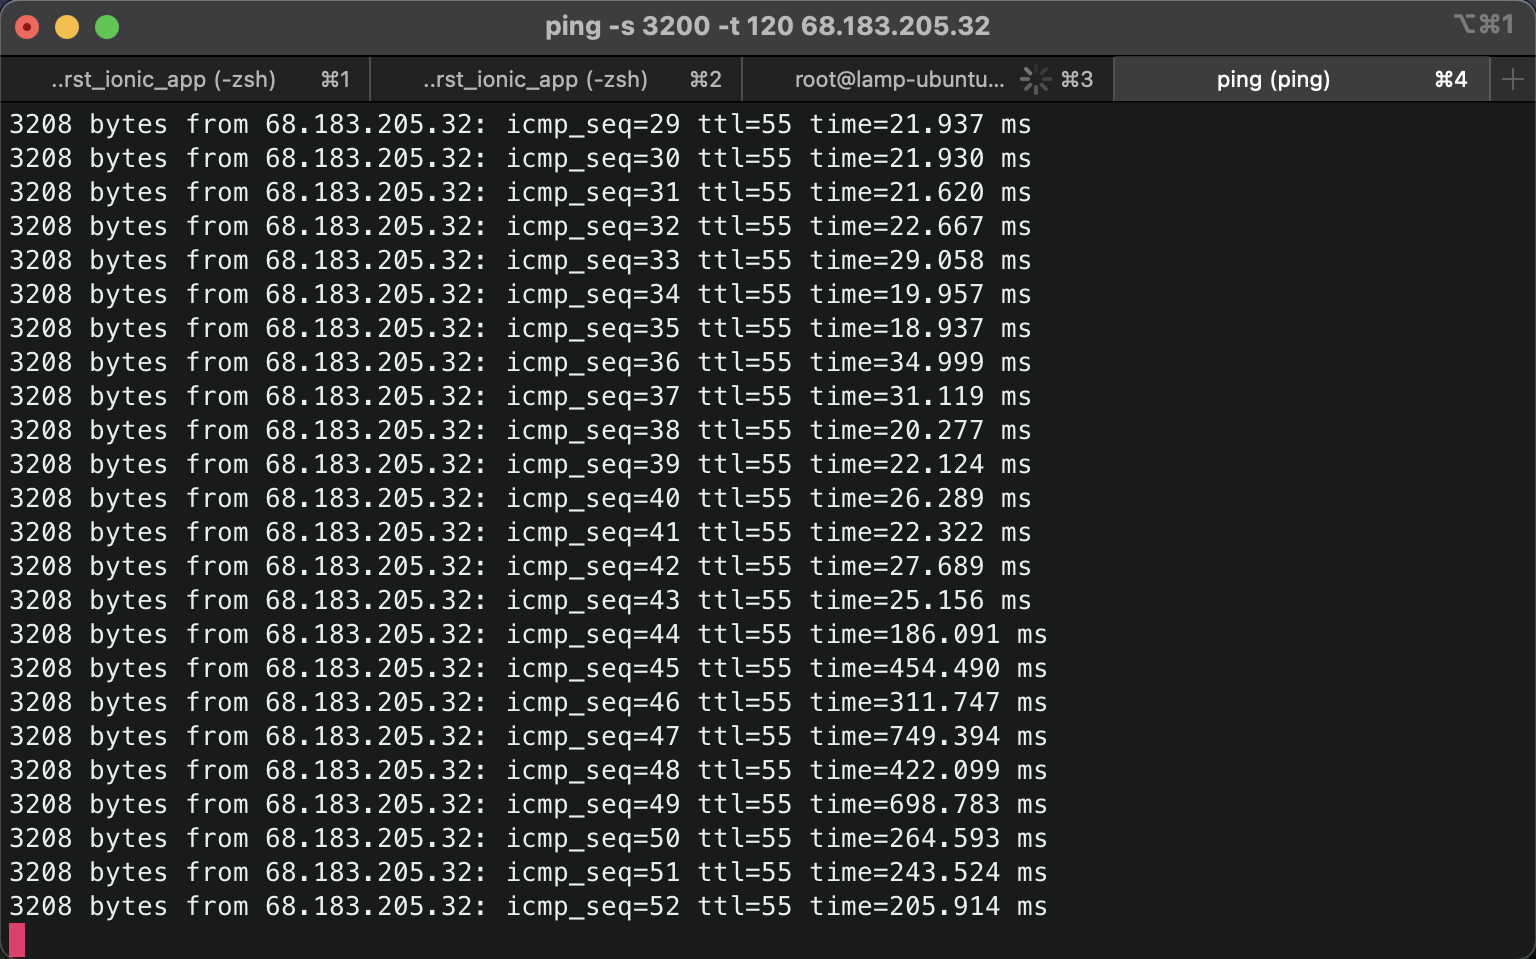 ping -s 3200 -t 120 68.183.205.32
⌥⌘1
..rst_ionic_app (-zsh) ⌘1
..rst_ionic_app (-zsh) ⌘2
root@lamp-ubuntu... ⌘3
ping (ping) ⌘4
3208 bytes from 68.183.205.32: icmp_seq=29 ttl=55 time=21.937 ms
3208 bytes from 68.183.205.32: icmp_seq=30 ttl=55 time=21.930 ms
3208 bytes from 68.183.205.32: icmp_seq=31 ttl=55 time=21.620 ms
3208 bytes from 68.183.205.32: icmp_seq=32 ttl=55 time=22.667 ms
3208 bytes from 68.183.205.32: icmp_seq=33 ttl=55 time=29.058 ms
3208 bytes from 68.183.205.32: icmp_seq=34 ttl=55 time=19.957 ms
3208 bytes from 68.183.205.32: icmp_seq=35 ttl=55 time=18.937 ms
3208 bytes from 68.183.205.32: icmp_seq=36 ttl=55 time=34.999 ms
3208 bytes from 68.183.205.32: icmp_seq=37 ttl=55 time=31.119 ms
3208 bytes from 68.183.205.32: icmp_seq=38 ttl=55 time=20.277 ms
3208 bytes from 68.183.205.32: icmp_seq=39 ttl=55 time=22.124 ms
3208 bytes from 68.183.205.32: icmp_seq=40 ttl=55 time=26.289 ms
3208 bytes from 68.183.205.32: icmp_seq=41 ttl=55 time=22.322 ms
3208 bytes from 68.183.205.32: icmp_seq=42 ttl=55 time=27.689 ms
3208 bytes from 68.183.205.32: icmp_seq=43 ttl=55 time=25.156 ms
3208 bytes from 68.183.205.32: icmp_seq=44 ttl=55 time=186.091 ms
3208 bytes from 68.183.205.32: icmp_seq=45 ttl=55 time=454.490 ms
3208 bytes from 68.183.205.32: icmp_seq=46 ttl=55 time=311.747 ms
3208 bytes from 68.183.205.32: icmp_seq=47 ttl=55 time=749.394 ms
3208 bytes from 68.183.205.32: icmp_seq=48 ttl=55 time=422.099 ms
3208 bytes from 68.183.205.32: icmp_seq=49 ttl=55 time=698.783 ms
3208 bytes from 68.183.205.32: icmp_seq=50 ttl=55 time=264.593 ms
3208 bytes from 68.183.205.32: icmp_seq=51 ttl=55 time=243.524 ms
3208 bytes from 68.183.205.32: icmp_seq=52 ttl=55 time=205.914 ms